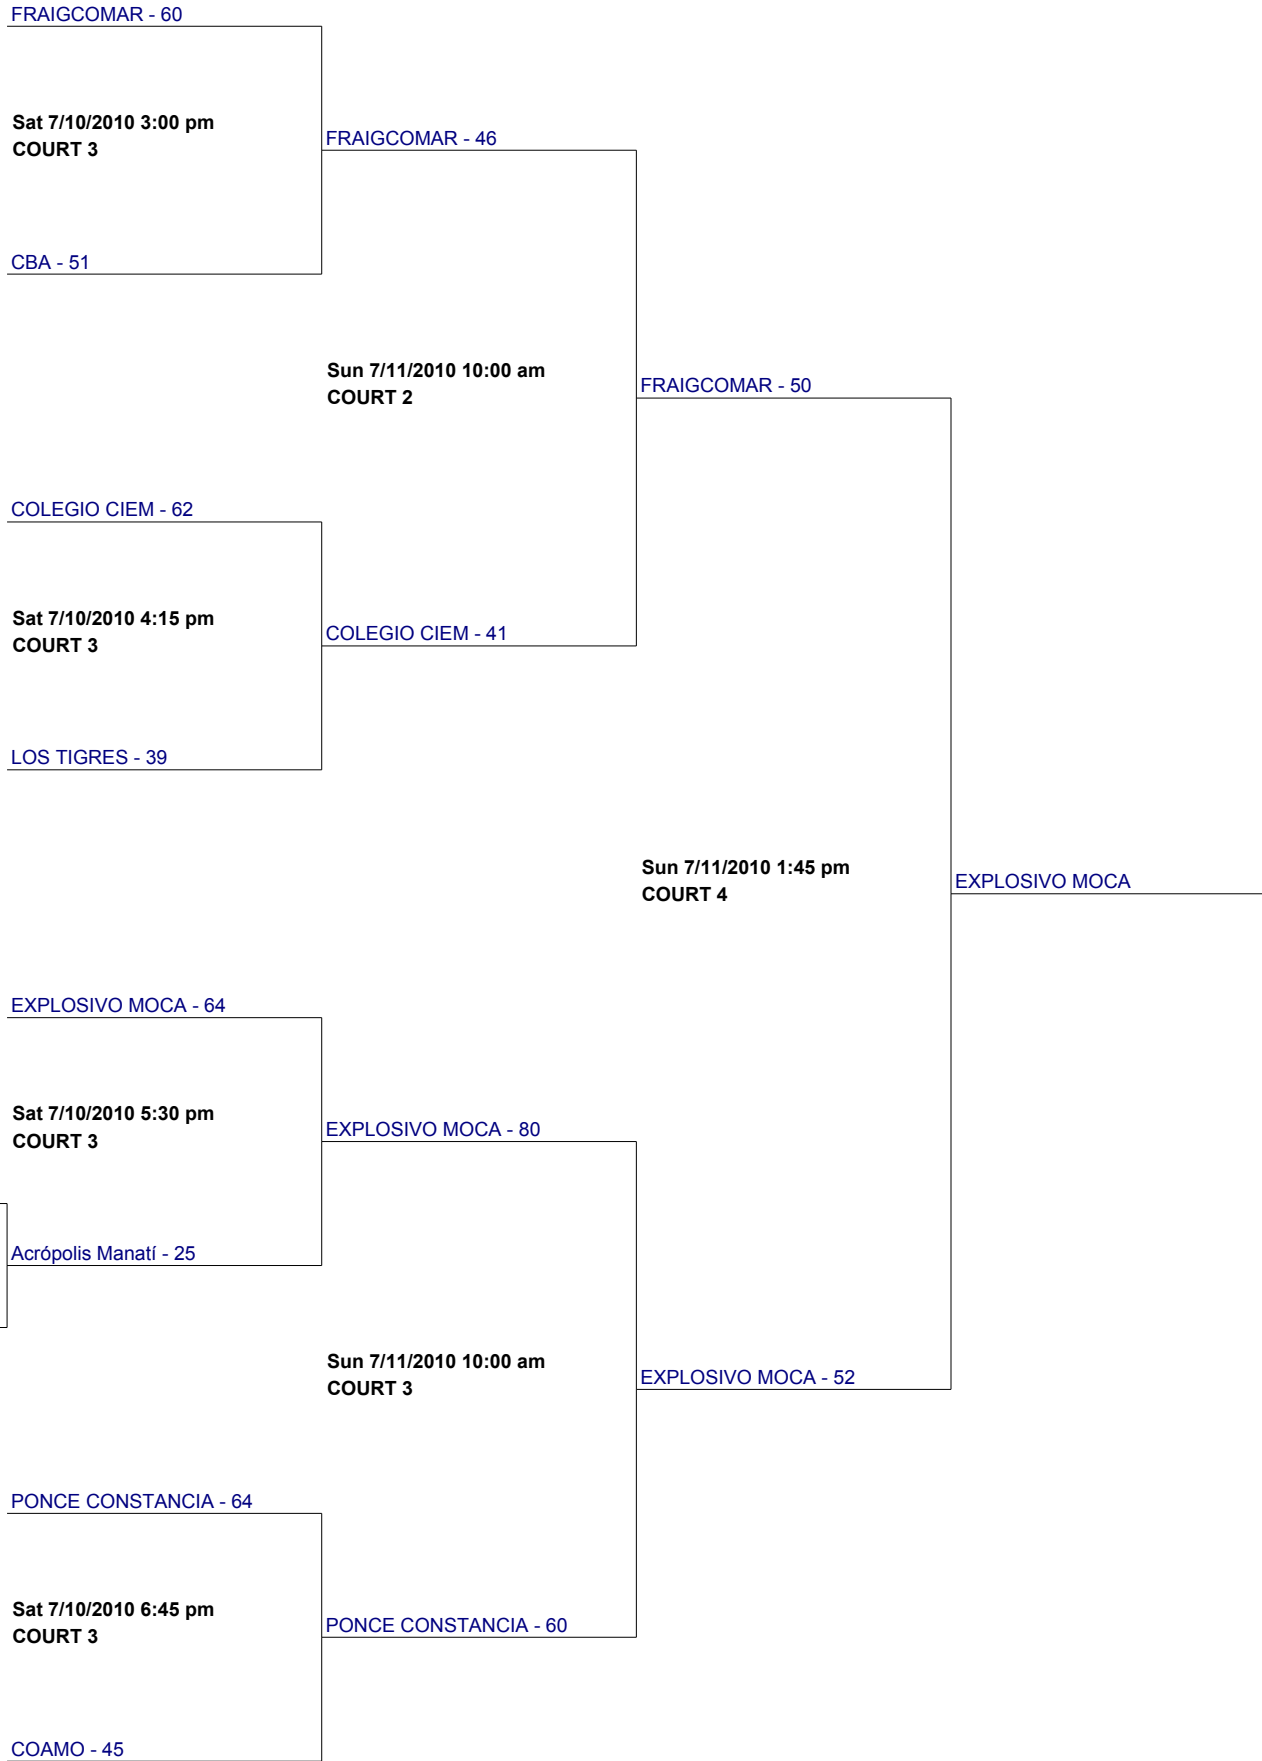 FRAIGCOMAR - 60
Sat 7/10/2010 3:00 pm
COURT 3
FRAIGCOMAR - 46
CBA - 51
Sun 7/11/2010 10:00 am
COURT 2
FRAIGCOMAR - 50
COLEGIO CIEM - 62
Sat 7/10/2010 4:15 pm
COURT 3
COLEGIO CIEM - 41
LOS TIGRES - 39
Sun 7/11/2010 1:45 pm
COURT 4
EXPLOSIVO MOCA
EXPLOSIVO MOCA - 64
Sat 7/10/2010 5:30 pm
COURT 3
EXPLOSIVO MOCA - 80
Acrópolis Manatí - 25
Sun 7/11/2010 10:00 am
COURT 3
EXPLOSIVO MOCA - 52
PONCE CONSTANCIA - 64
Sat 7/10/2010 6:45 pm
COURT 3
PONCE CONSTANCIA - 60
COAMO - 45